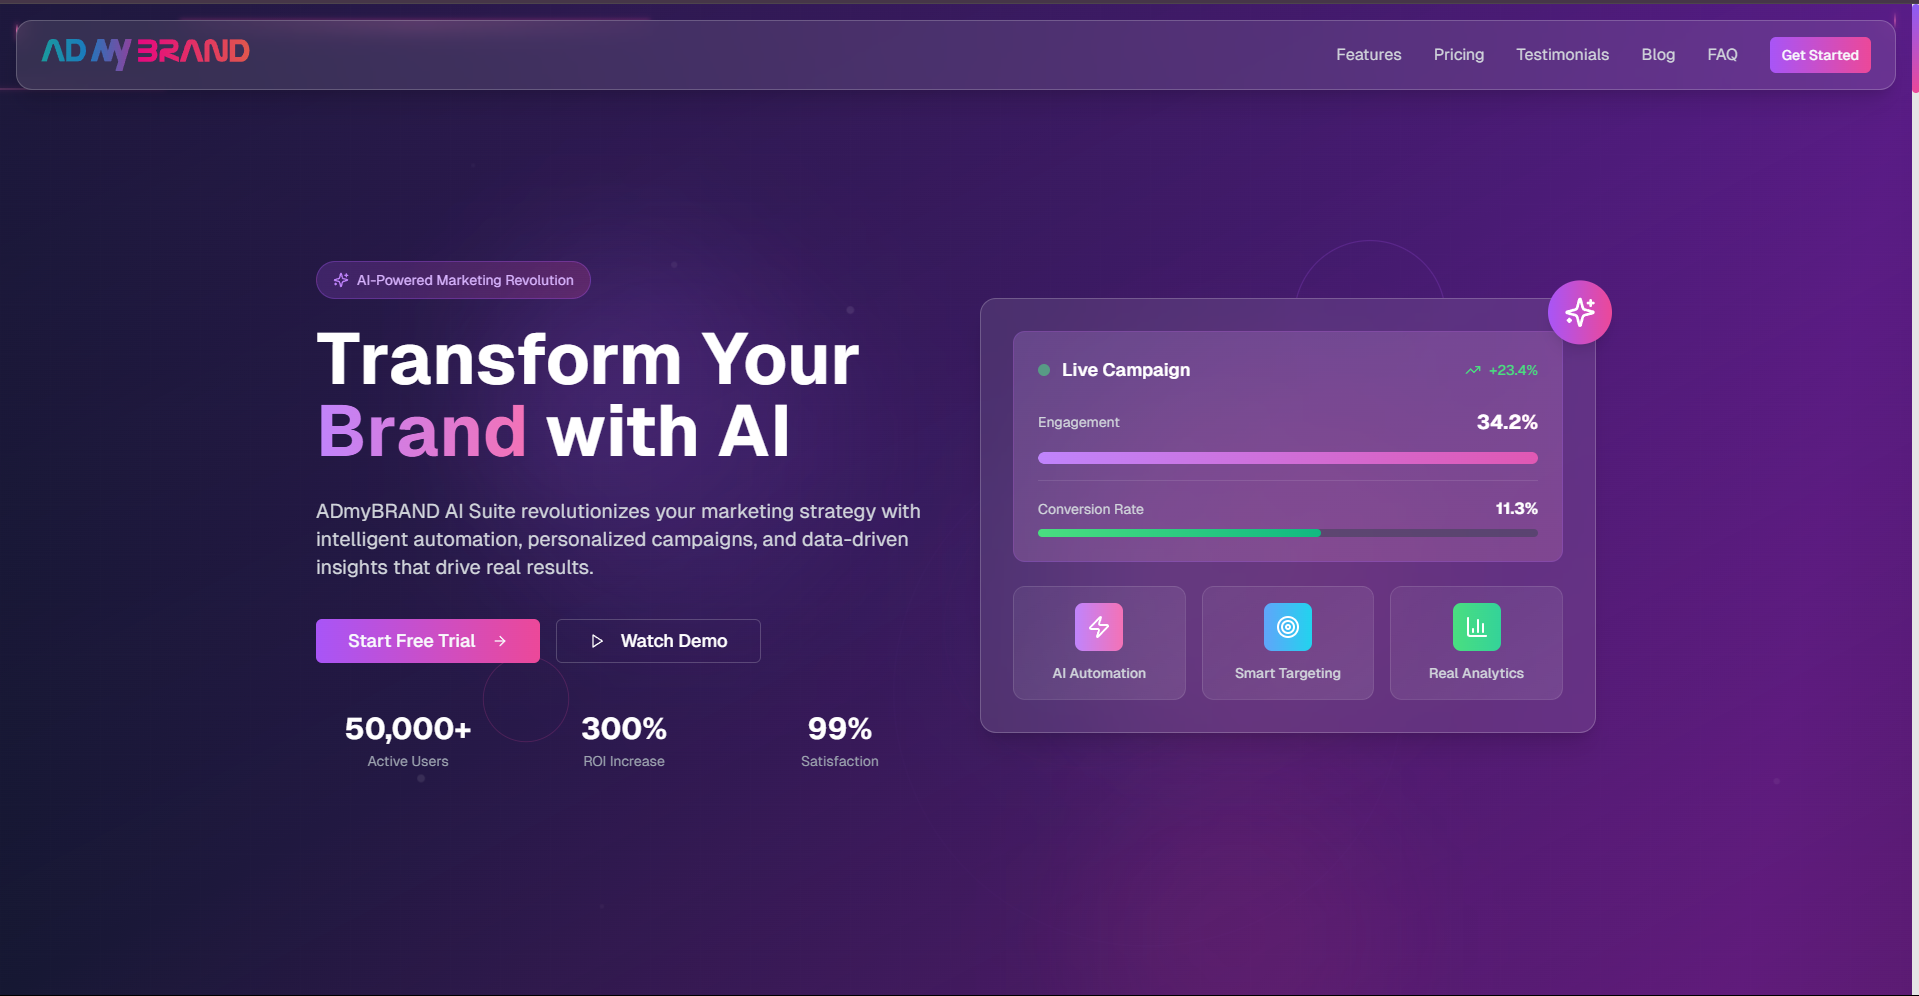 AD MY BRAND
Features
Pricing
Testimonials
Blog
FAQ
Get Started
AI-Powered Marketing Revolution
Transform Your
Brand with AI
ADmyBRAND AI Suite revolutionizes your marketing strategy with
intelligent automation, personalized campaigns, and data-driven
insights that drive real results.
Start Free Trial
Watch Demo
50,000+
Active Users
300%
ROI Increase
99%
Satisfaction
Live Campaign
+23.4%
Engagement
34.2%
Conversion Rate
11.3%
AI Automation
Smart Targeting
Real Analytics